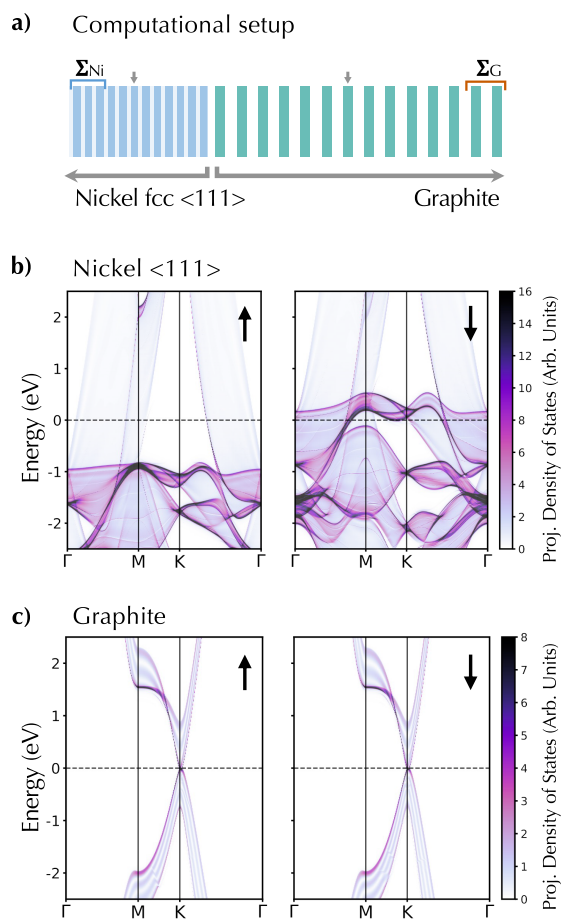 a) Computational setup
ΣNi ΣG
Nickel fcc <111> Graphite
b) Nickel <111>
Energy (eV)
2
1
0
-1
-2
Γ M K Γ
Γ M K Γ
16
14
12
10
8
6
4
2
0
Proj. Density of States (Arb. Units)
c) Graphite
Energy (eV)
2
1
0
-1
-2
Γ M K Γ
Γ M K Γ
8
7
6
5
4
3
2
1
0
Proj. Density of States (Arb. Units)